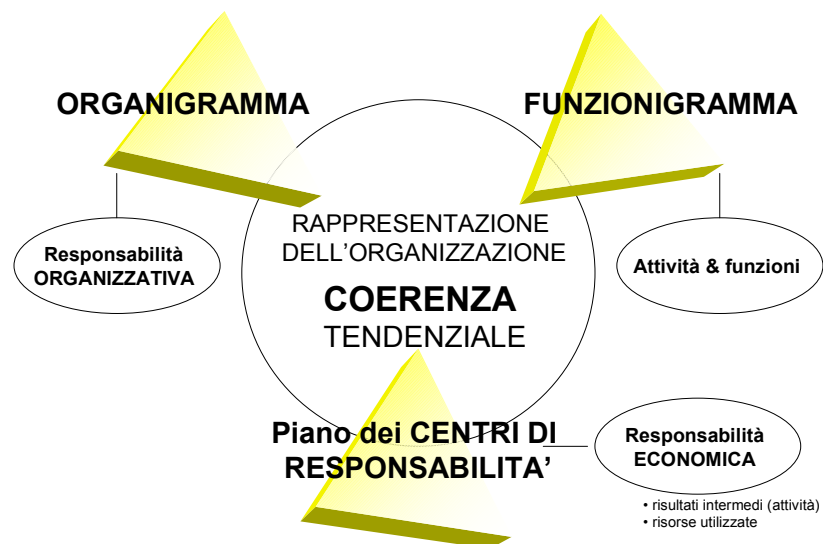 ORGANIGRAMMA
FUNZIONIGRAMMA
RAPPRESENTAZIONE
DELL’ORGANIZZAZIONE
COERENZA
TENDENZIALE
Responsabilità
ORGANIZZATIVA
Attività & funzioni
Piano dei CENTRI DI
RESPONSABILITA’
Responsabilità
ECONOMICA
• risultati intermedi (attività)
• risorse utilizzate